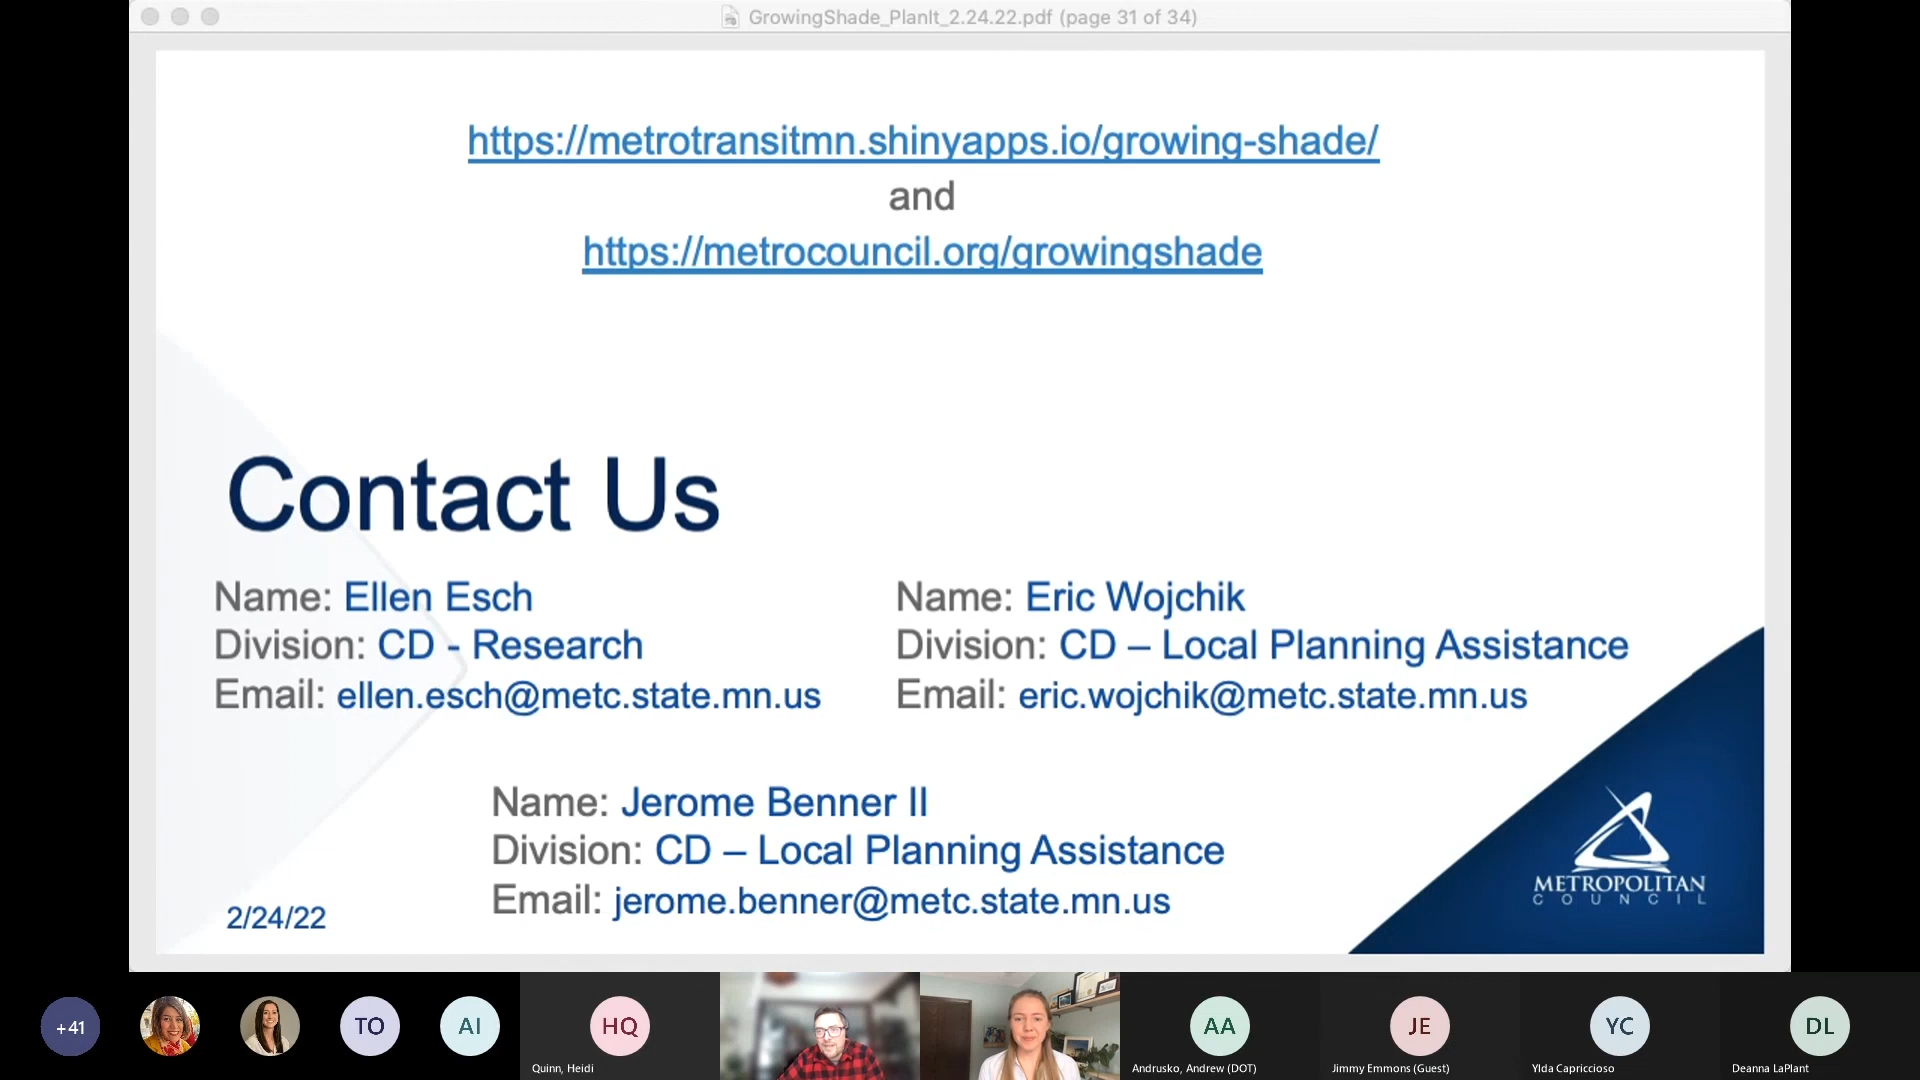 GrowingShade_PlanIt_2.24.22.pdf (page 31 of 34)
https://metrotransitmn.shinyapps.io/growing-shade/
and
https://metrocouncil.org/growingshade
Contact Us
Name: Ellen Esch
Division: CD - Research
Email: ellen.esch@metc.state.mn.us
Name: Eric Wojchik
Division: CD – Local Planning Assistance
Email: eric.wojchik@metc.state.mn.us
Name: Jerome Benner II
Division: CD – Local Planning Assistance
Email: jerome.benner@metc.state.mn.us
2/24/22
METROPOLITAN
COUNCIL
+41
TO
AI
HQ
Quinn, Heidi
AA
Andrusko, Andrew (DOT)
JE
Jimmy Emmons (Guest)
YC
Ylda Capriccioso
DL
Deanna LaPlant